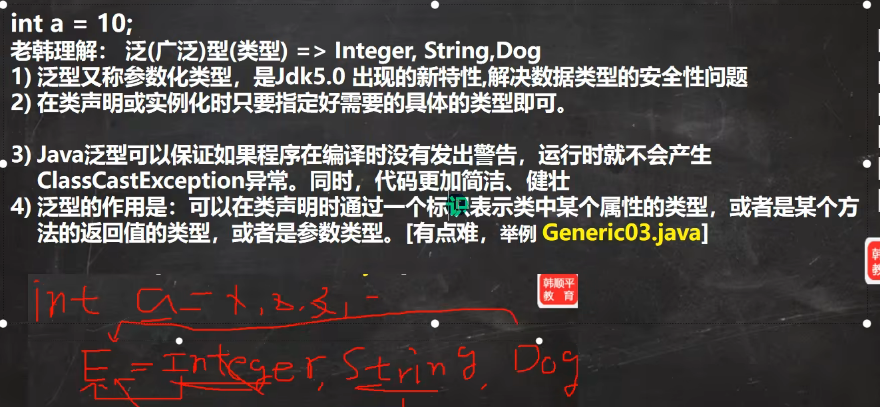 int a = 10;
老韩理解： 泛(广泛)型(类型) => Integer, String,Dog
1) 泛型又称参数化类型，是Jdk5.0 出现的新特性,解决数据类型的安全性问题
2) 在类声明或实例化时只要指定好需要的具体的类型即可。
3) Java泛型可以保证如果程序在编译时没有发出警告，运行时就不会产生
ClassCastException异常。同时，代码更加简洁、健壮
4) 泛型的作用是：可以在类声明时通过一个标识表示类中某个属性的类型，或者是某个方
法的返回值的类型，或者是参数类型。[有点难，举例 Generic03.java]
韩顺平
教 育
int a = 1,2,3,
E = Integer, String, Dog